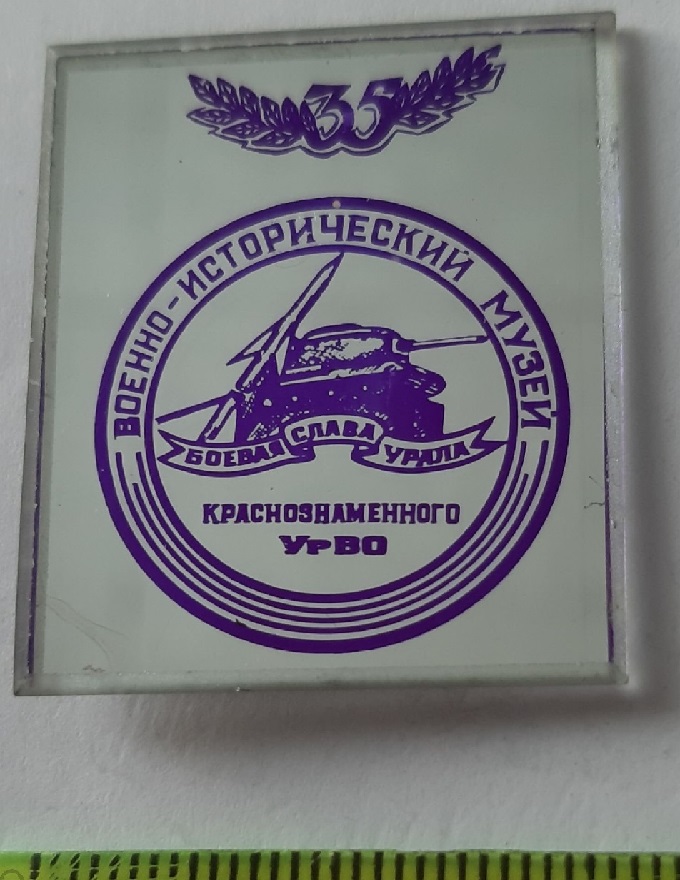 35
ВОЕННО-ИСТОРИЧЕСКИЙ МУЗЕЙ
БОЕВАЯ СЛАВА УРАЛА
КРАСНОЗНАМЕННОГО
УрВО